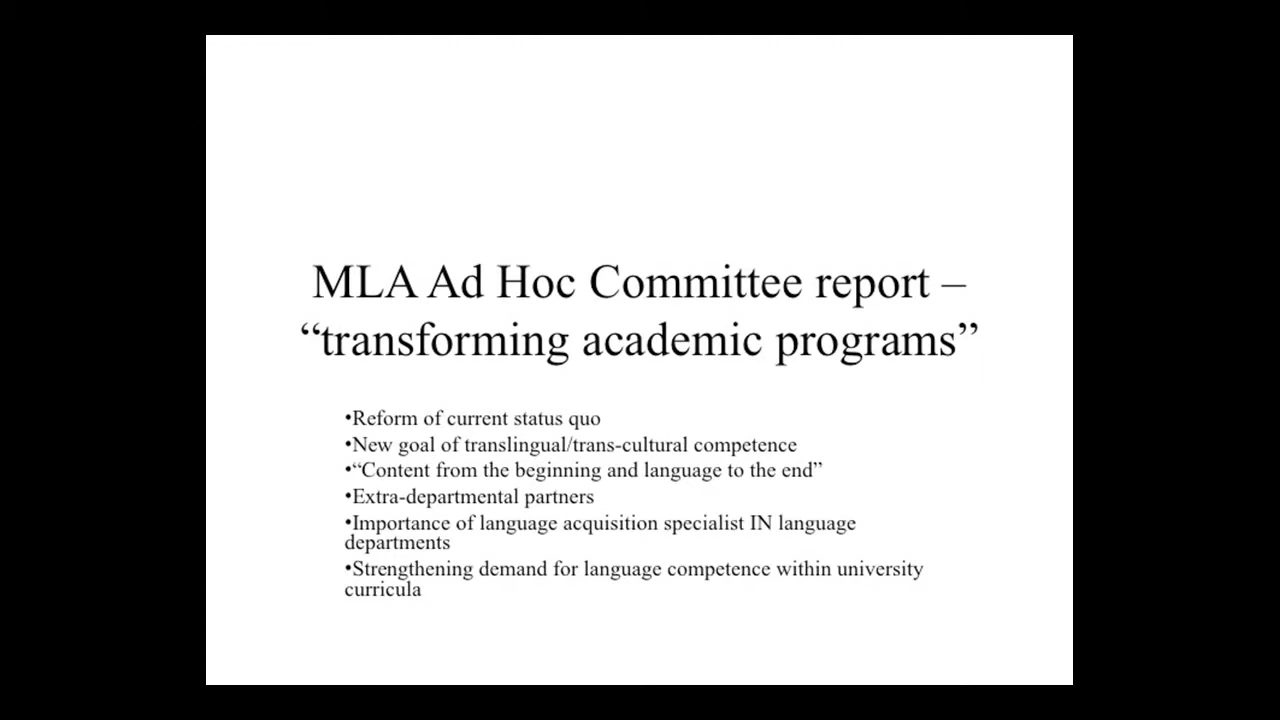 MLA Ad Hoc Committee report –
“transforming academic programs”
•Reform of current status quo
•New goal of translingual/trans-cultural competence
•“Content from the beginning and language to the end”
•Extra-departmental partners
•Importance of language acquisition specialist IN language
departments
•Strengthening demand for language competence within university
curricula